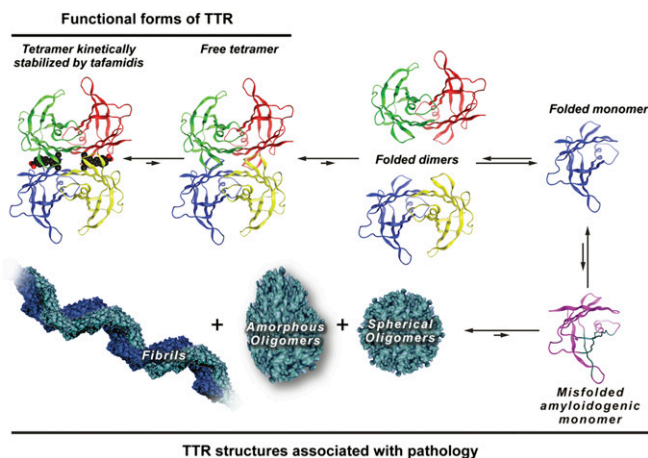 Functional forms of TTR
Tetramer kinetically
stabilized by tafamidis
Free tetramer
Folded monomer
Folded dimers
+
+
Fibrils
Amorphous
Oligomers
Spherical
Oligomers
Misfolded
amyloidogenic
monomer
TTR structures associated with pathology